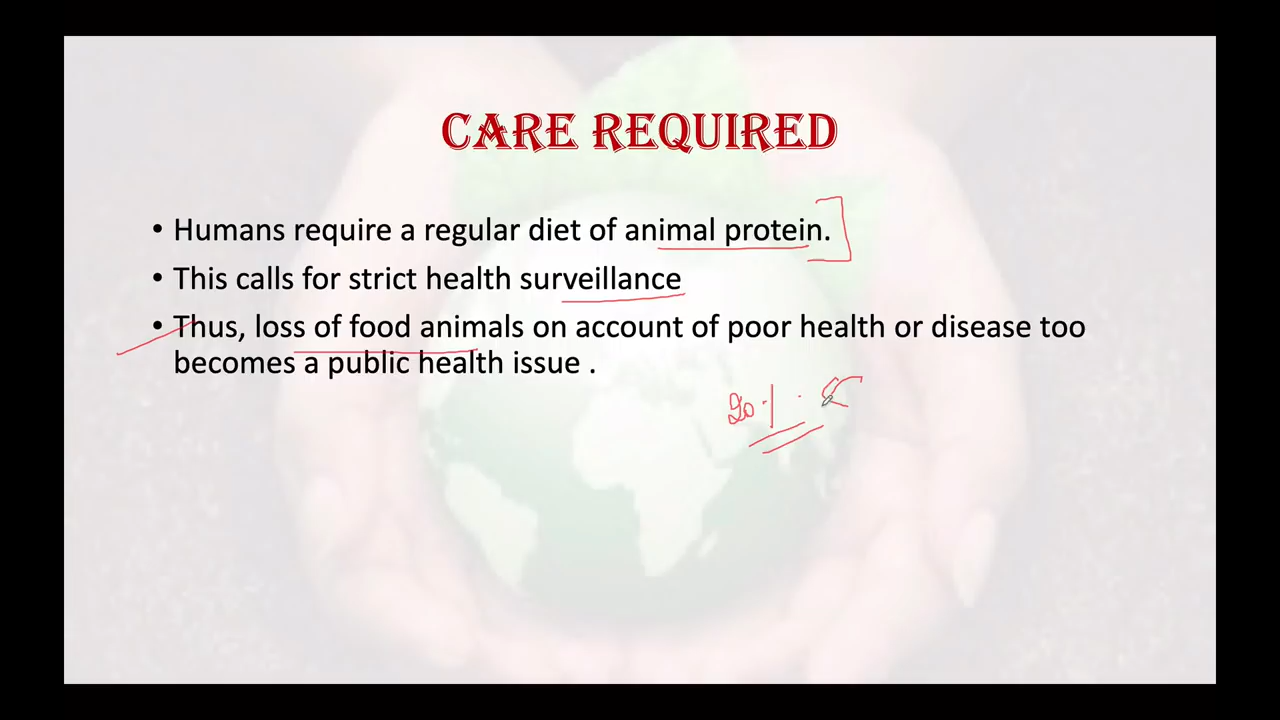 CARE REQUIRED
• Humans require a regular diet of animal protein.
• This calls for strict health surveillance
• Thus, loss of food animals on account of poor health or disease too
becomes a public health issue .
20%